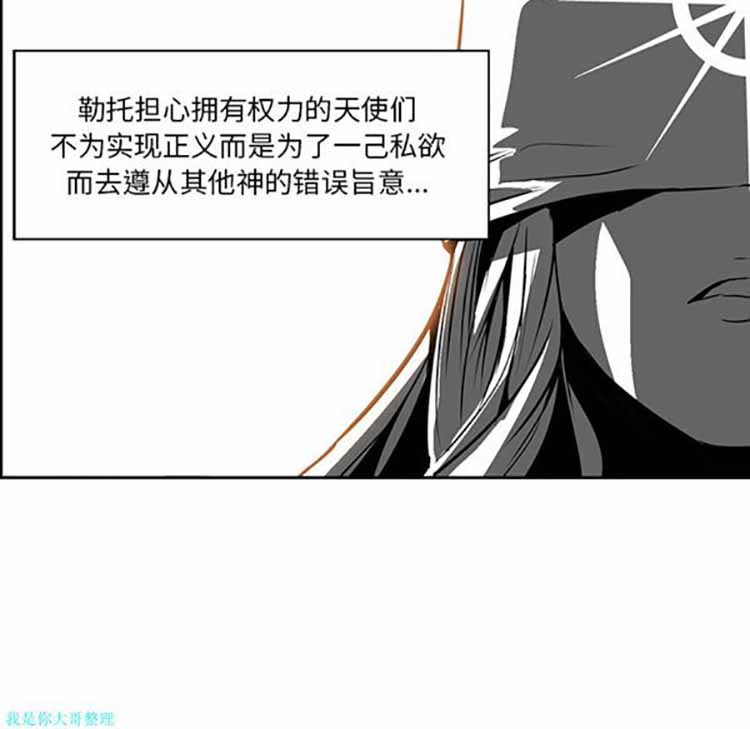 勒托担心拥有权力的天使们
不为实现正义而是为了一己私欲
而去遵从其他神的错误旨意...
我是你大哥整理